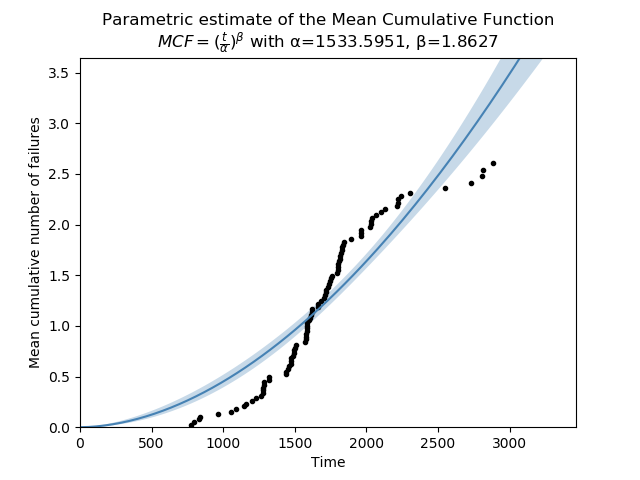 Parametric estimate of the Mean Cumulative Function
MCF = (t/α)^β with α=1533.5951, β=1.8627
Mean cumulative number of failures
3.5
3.0
2.5
2.0
1.5
1.0
0.5
0.0
0 500 1000 1500 2000 2500 3000
Time